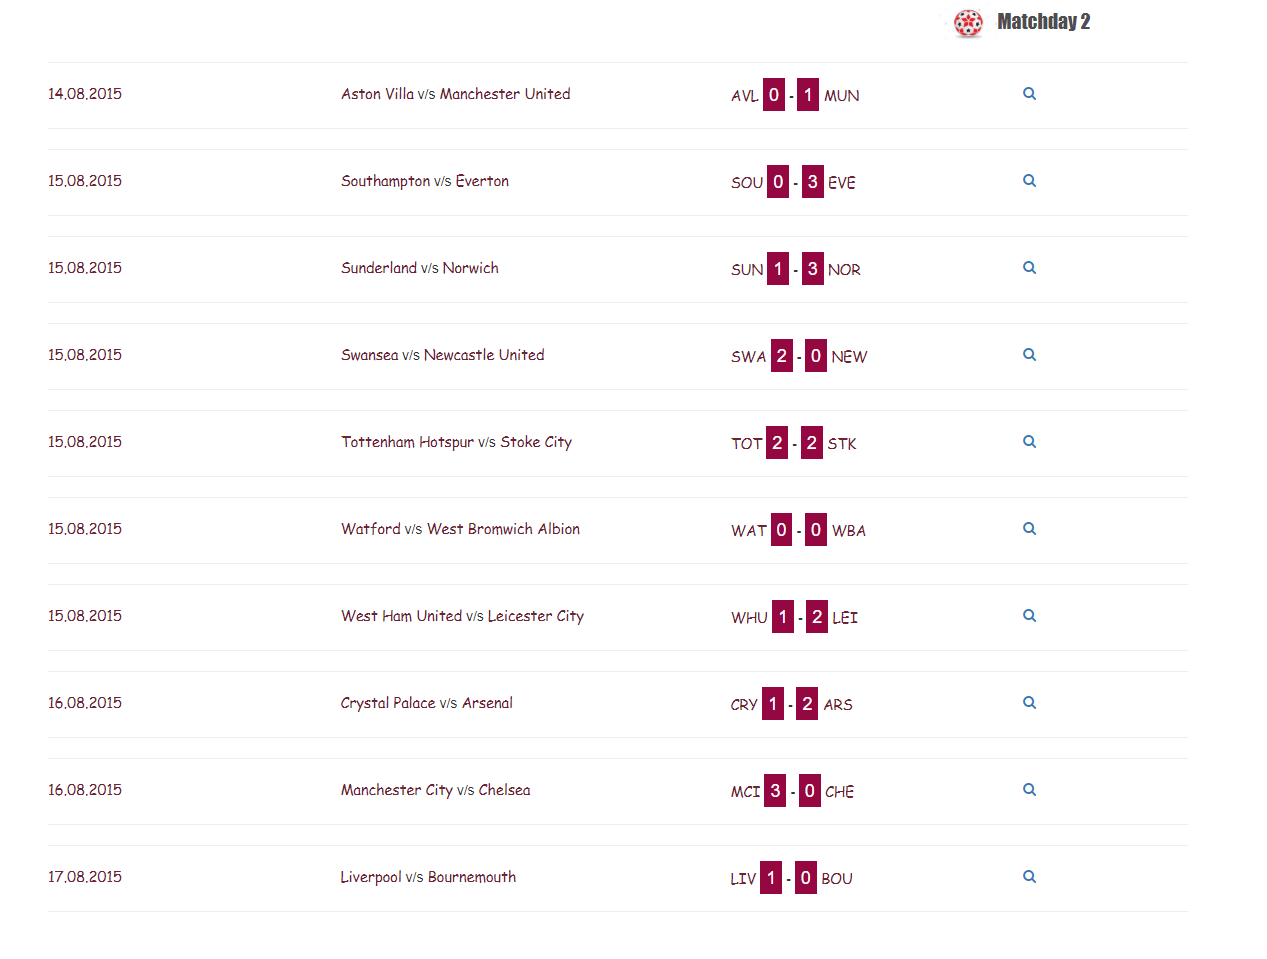 Matchday 2
14.08.2015 Aston Villa v/s Manchester United AVL 0 - 1 MUN
15.08.2015 Southampton v/s Everton SOU 0 - 3 EVE
15.08.2015 Sunderland v/s Norwich SUN 1 - 3 NOR
15.08.2015 Swansea v/s Newcastle United SWA 2 - 0 NEW
15.08.2015 Tottenham Hotspur v/s Stoke City TOT 2 - 2 STK
15.08.2015 Watford v/s West Bromwich Albion WAT 0 - 0 WBA
15.08.2015 West Ham United v/s Leicester City WHU 1 - 2 LEI
16.08.2015 Crystal Palace v/s Arsenal CRY 1 - 2 ARS
16.08.2015 Manchester City v/s Chelsea MCI 3 - 0 CHE
17.08.2015 Liverpool v/s Bournemouth LIV 1 - 0 BOU